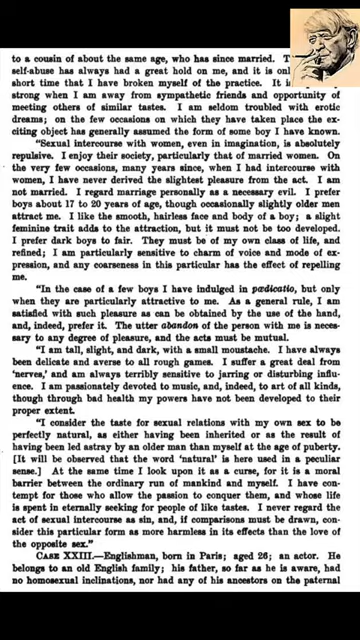 to a cousin of about the same age, who has since married. T
self-abuse has always had a great hold on me, and it is onl
short time that I have broken myself of the practice. It is
strong when I am away from sympathetic friends and opportunity of
meeting others of similar tastes. I am seldom troubled with erotic
dreams; on the few occasions on which they have taken place the ex-
citing object has generally assumed the form of some boy I have known.
"Sexual intercourse with women, even in imagination, is absolutely
repulsive. I enjoy their society, particularly that of married women. On
the very few occasions, many years since, when I had intercourse with
women, I have never derived the slightest pleasure from the act. I am
not married. I regard marriage personally as a necessary evil. I prefer
boys about 17 to 20 years of age, though occasionally slightly older men
attract me. I like the smooth, hairless face and body of a boy; a slight
feminine trait adds to the attraction, but it must not be too developed.
I prefer dark boys to fair. They must be of my own class of life, and
refined; I am particularly sensitive to charm of voice and mode of ex-
pression, and any coarseness in this particular has the effect of repelling
me.
"In the case of a few boys I have indulged in pædicatio, but only
when they are particularly attractive to me. As a general rule, I am
satisfied with such pleasure as can be obtained by the use of the hand,
and, indeed, prefer it. The utter abandon of the person with me is neces-
sary to any degree of pleasure, and the acts must be mutual.
"I am tall, slight, and dark, with a small moustache. I have always
been delicate and averse to all rough games. I suffer a great deal from
'nerves,' and am always terribly sensitive to jarring or disturbing influ-
ence. I am passionately devoted to music, and, indeed, to art of all kinds,
though through bad health my powers have not been developed to their
proper extent.
"I consider the taste for sexual relations with my own sex to be
perfectly natural, as either having been inherited or as the result of
having been led astray by an older man than myself at the age of puberty.
[It will be observed that the word 'natural' is here used in a peculiar
sense.] At the same time I look upon it as a curse, for it is a moral
barrier between the ordinary run of mankind and myself. I have con-
tempt for those who allow the passion to conquer them, and whose life
is spent in eternally seeking for people of like tastes. I never regard the
act of sexual intercourse as sin, and, if comparisons must be drawn, con-
sider this particular form as more harmless in its effects than the love of
the opposite sex."
CASE XXIII.—Englishman, born in Paris; aged 26; an actor. He
belongs to an old English family; his father, so far as he is aware, had
no homosexual inclinations, nor had any of his ancestors on the paternal